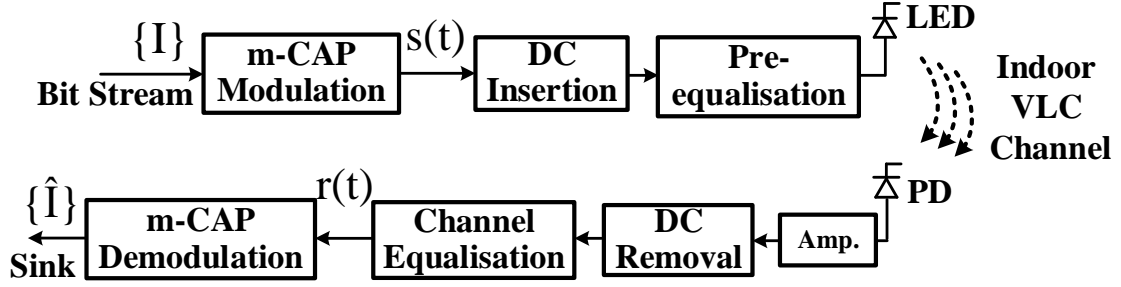 {I}
Bit Stream
m-CAP
Modulation
s(t)
DC
Insertion
Pre-
equalisation
LED
Indoor
VLC
Channel
{Î}
Sink
m-CAP
Demodulation
r(t)
Channel
Equalisation
DC
Removal
Amp.
PD